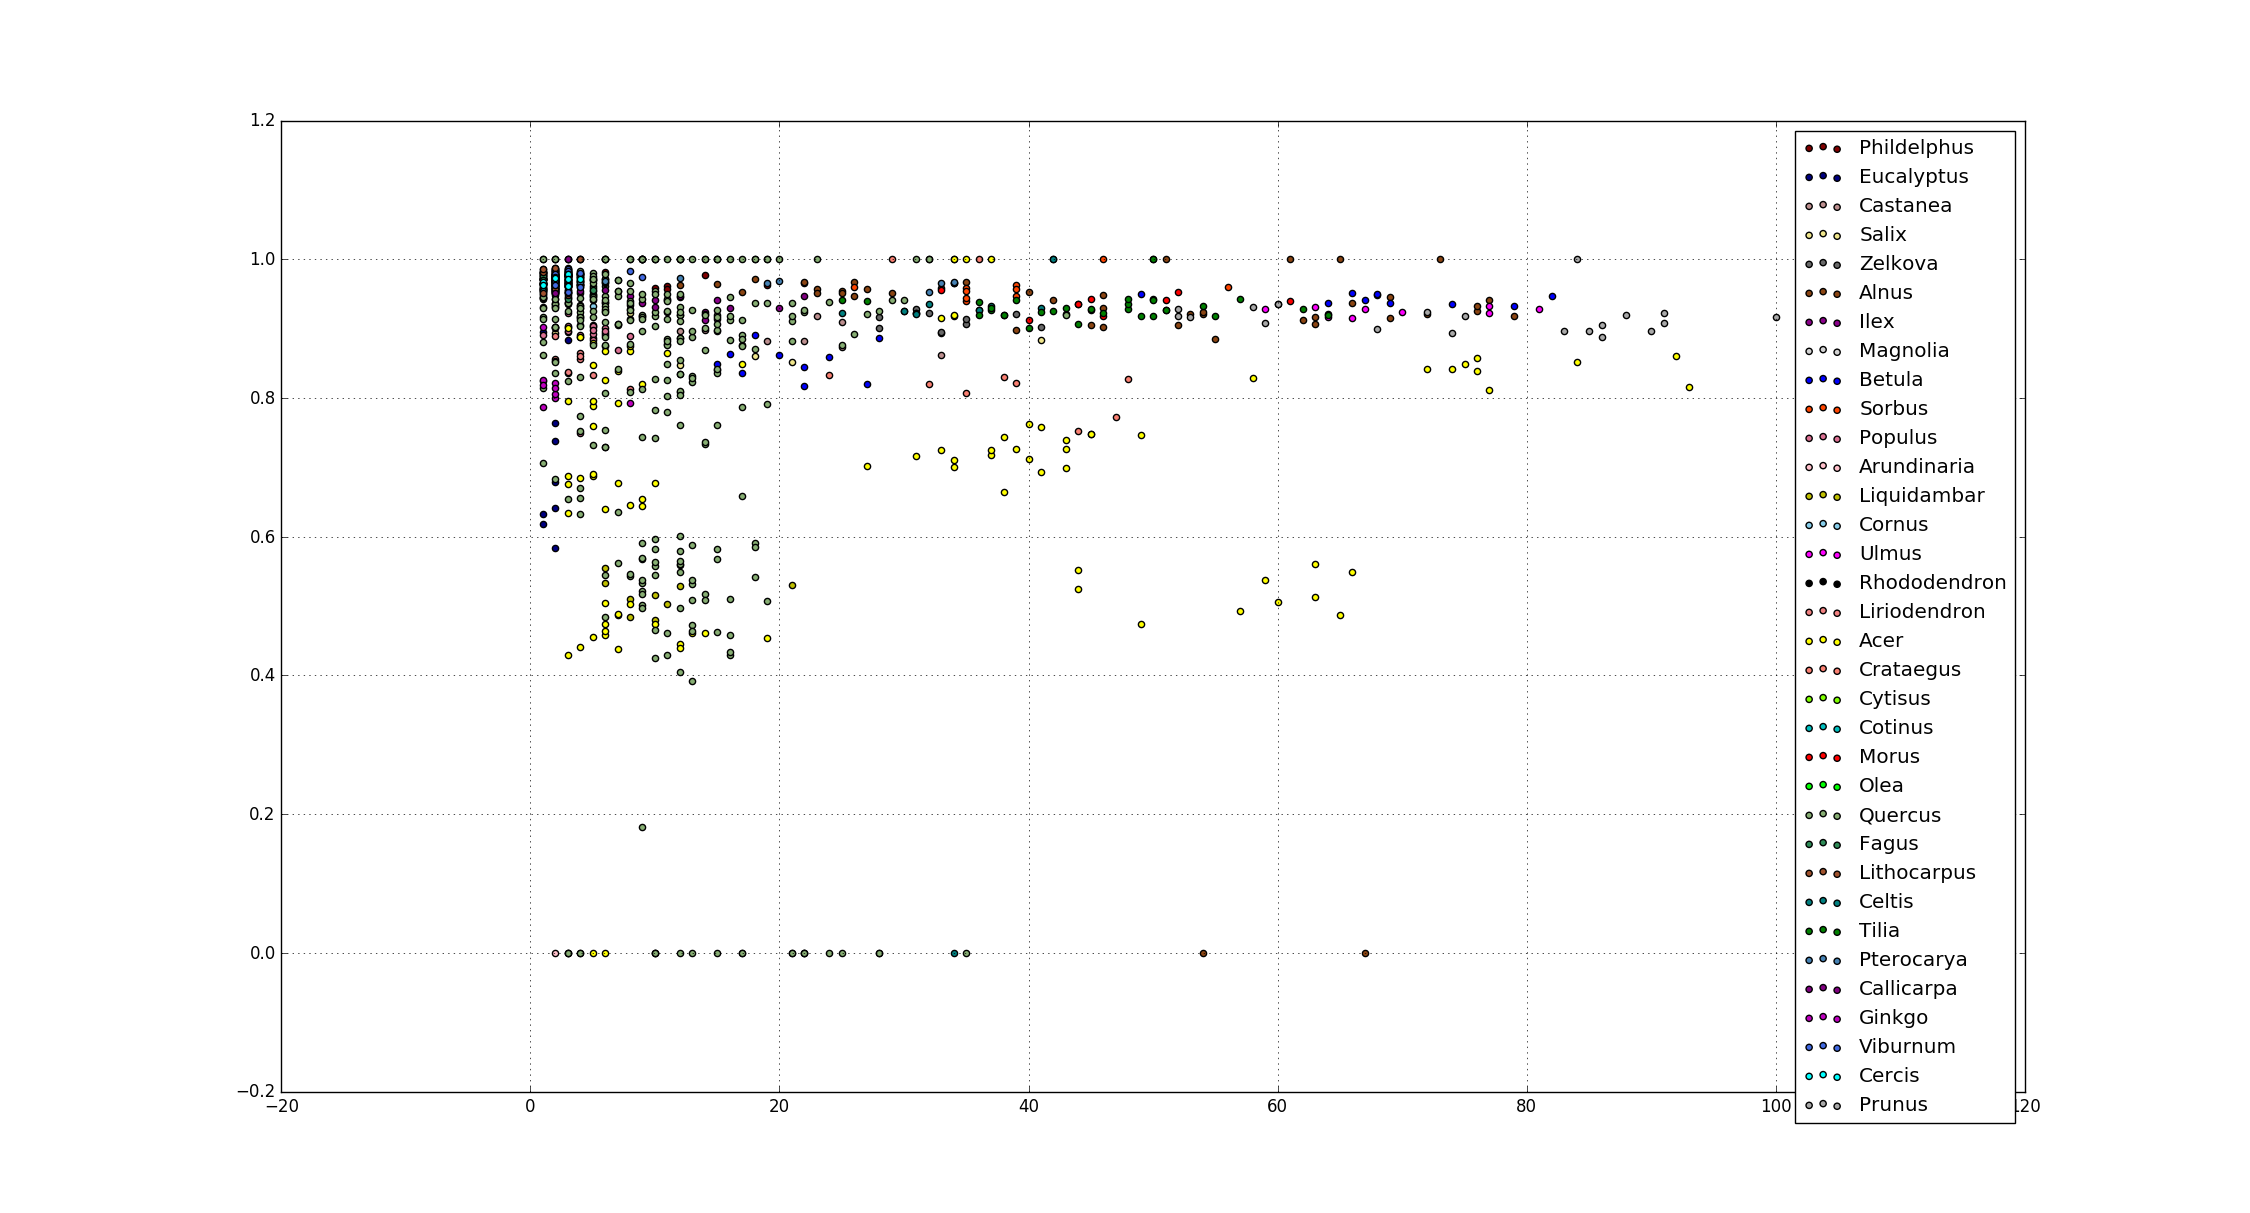 1.2
1.0
0.8
0.6
0.4
0.2
0.0
−0.2
−20
0
20
40
60
80
100
120
Phildelphus
Eucalyptus
Castanea
Salix
Zelkova
Alnus
Ilex
Magnolia
Betula
Sorbus
Populus
Arundinaria
Liquidambar
Cornus
Ulmus
Rhododendron
Liriodendron
Acer
Crataegus
Cytisus
Cotinus
Morus
Olea
Quercus
Fagus
Lithocarpus
Celtis
Tilia
Pterocarya
Callicarpa
Ginkgo
Viburnum
Cercis
Prunus